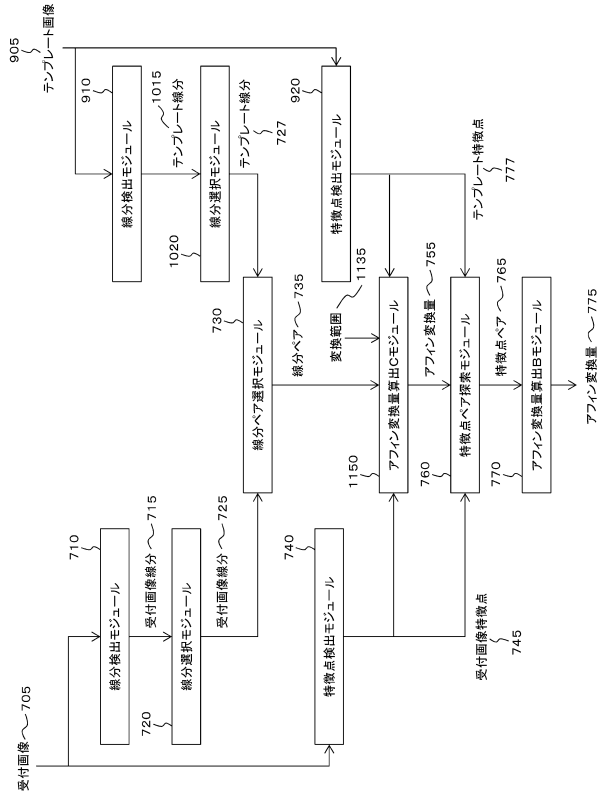 受付画像 705
線分検出モジュール 710
受付画像線分 715
線分選択モジュール 720
受付画像線分 725
特徴点検出モジュール 740
受付画像特徴点 745
テンプレート画像 905
線分検出モジュール 910
テンプレート線分 1015
線分選択モジュール 1020
テンプレート線分 727
特徴点検出モジュール 920
テンプレート特徴点 777
線分ペア選択モジュール 730
線分ペア 735
変換範囲 1135
アフィン変換量算出Cモジュール 1150
アフィン変換量 755
特徴点ペア探索モジュール 760
特徴点ペア 765
アフィン変換量算出Bモジュール 770
アフィン変換量 775